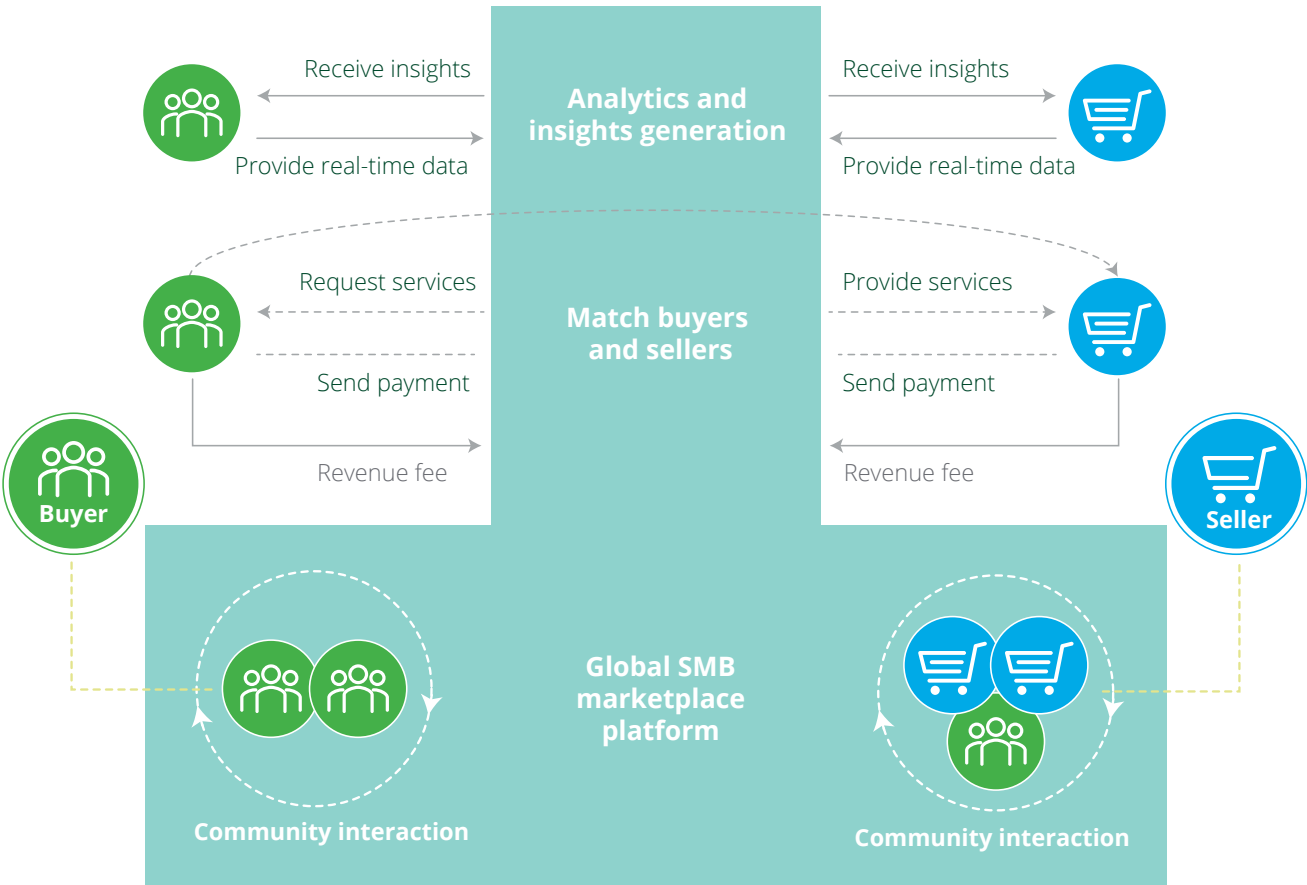 Receive insights
Receive insights
Analytics and
insights generation
Provide real-time data
Provide real-time data
Request services
Provide services
Match buyers
and sellers
Send payment
Send payment
Revenue fee
Revenue fee
Buyer
Seller
Global SMB
marketplace
platform
Community interaction
Community interaction